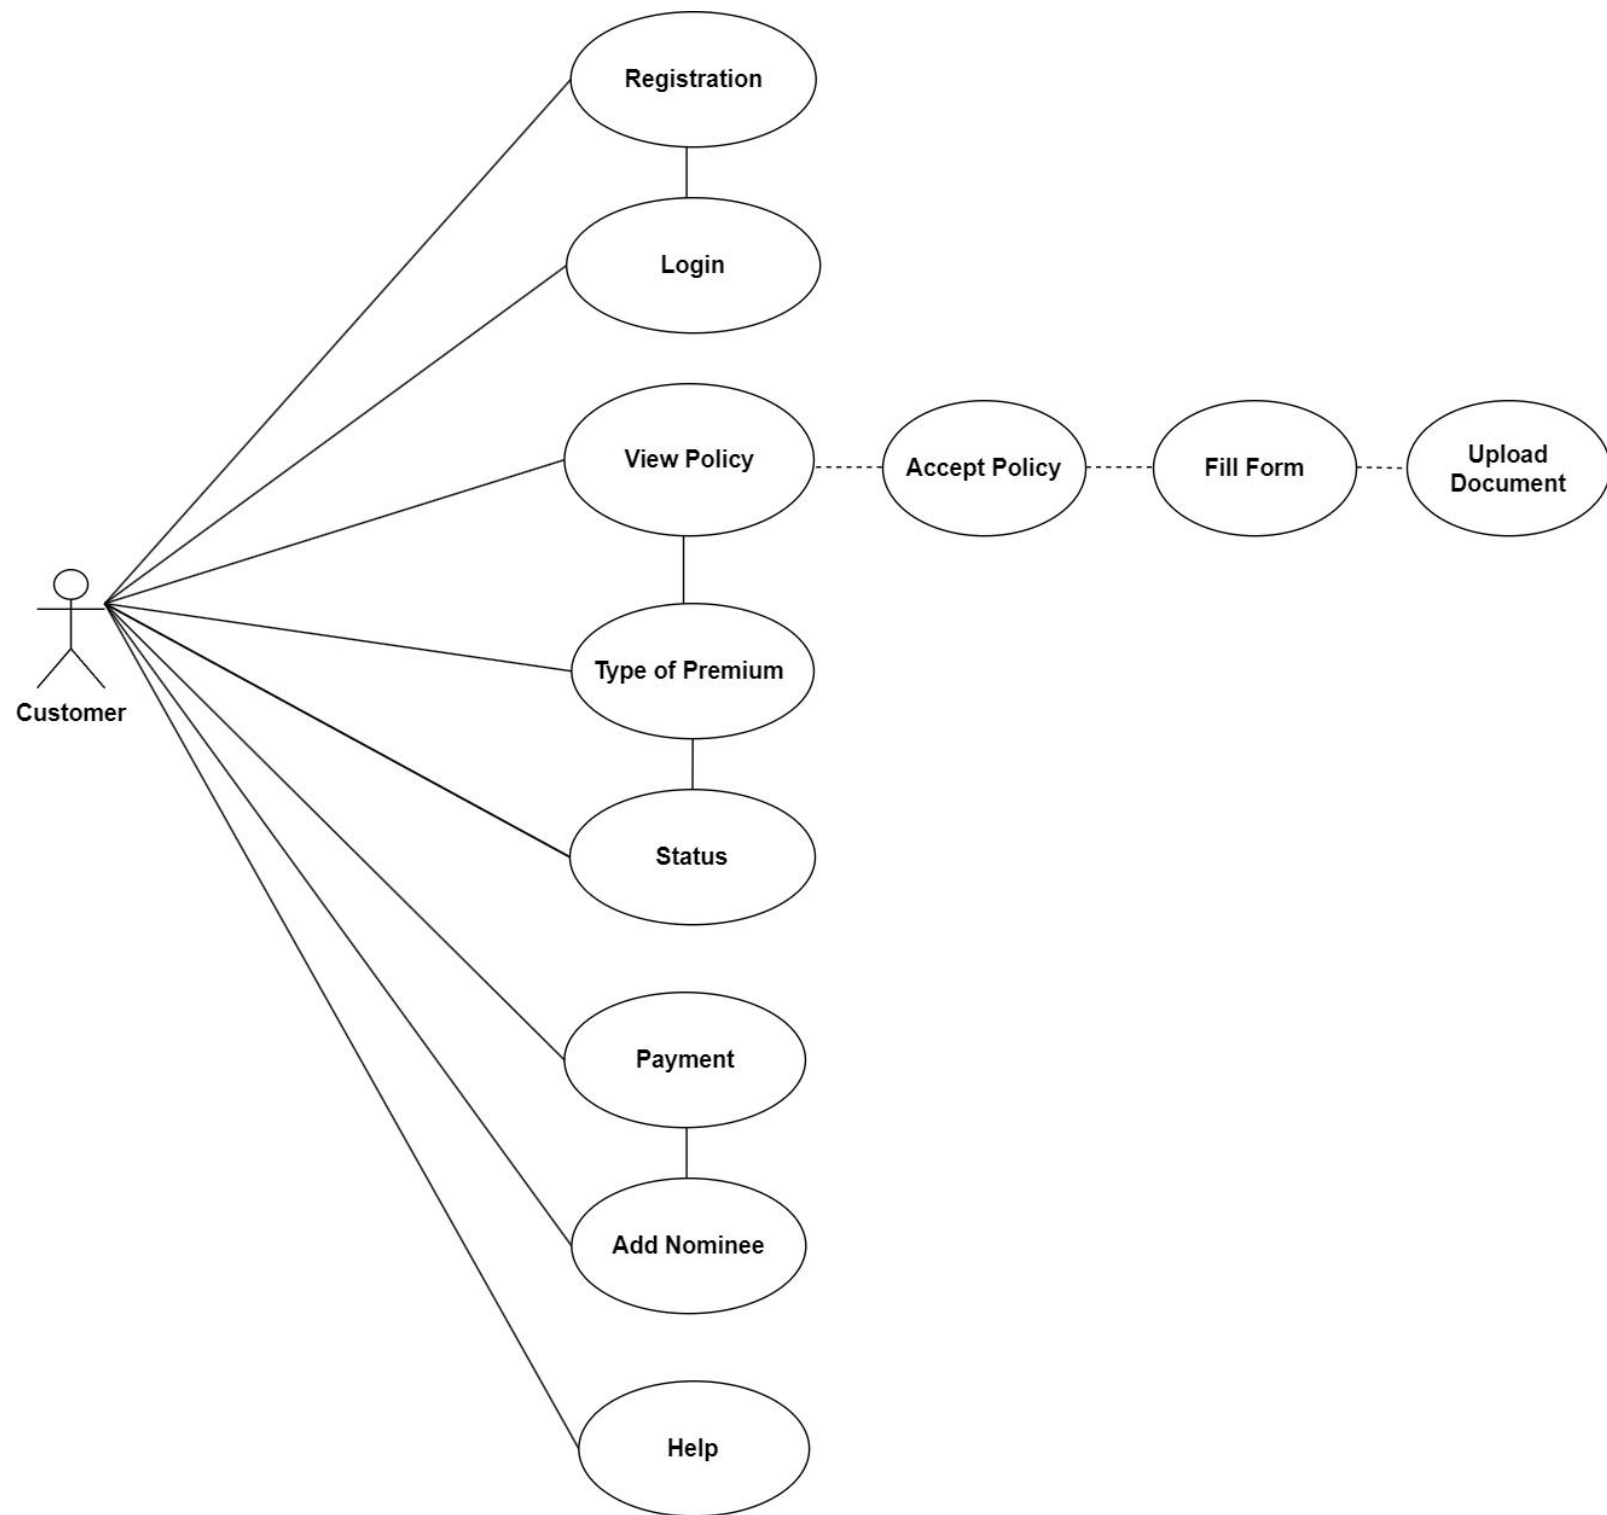 Registration
Login
View Policy
Accept Policy
Fill Form
Upload
Document
Type of Premium
Customer
Status
Payment
Add Nominee
Help